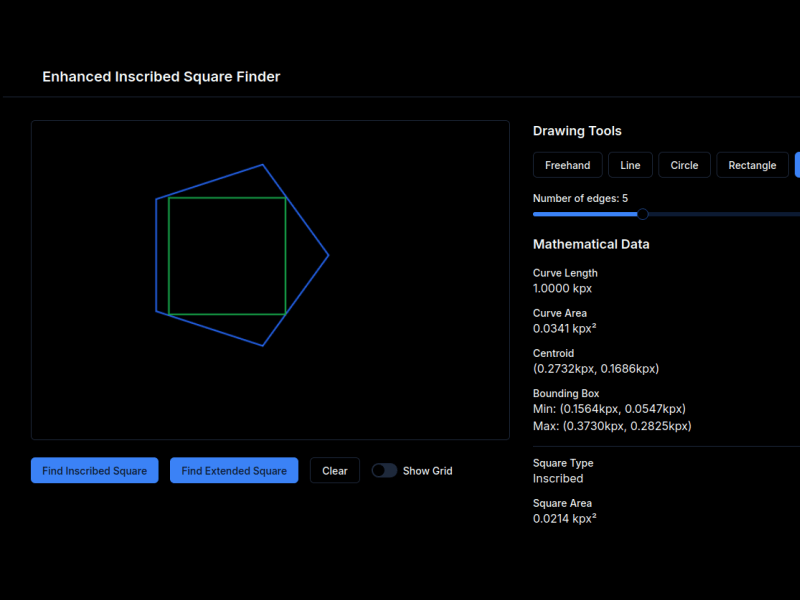 Enhanced Inscribed Square Finder
Drawing Tools
Freehand Line Circle Rectangle
Number of edges: 5
Mathematical Data
Curve Length
1.0000 kpx
Curve Area
0.0341 kpx²
Centroid
(0.2732kpx, 0.1686kpx)
Bounding Box
Min: (0.1564kpx, 0.0547kpx)
Max: (0.3730kpx, 0.2825kpx)
Square Type
Inscribed
Square Area
0.0214 kpx²
Find Inscribed Square Find Extended Square Clear Show Grid